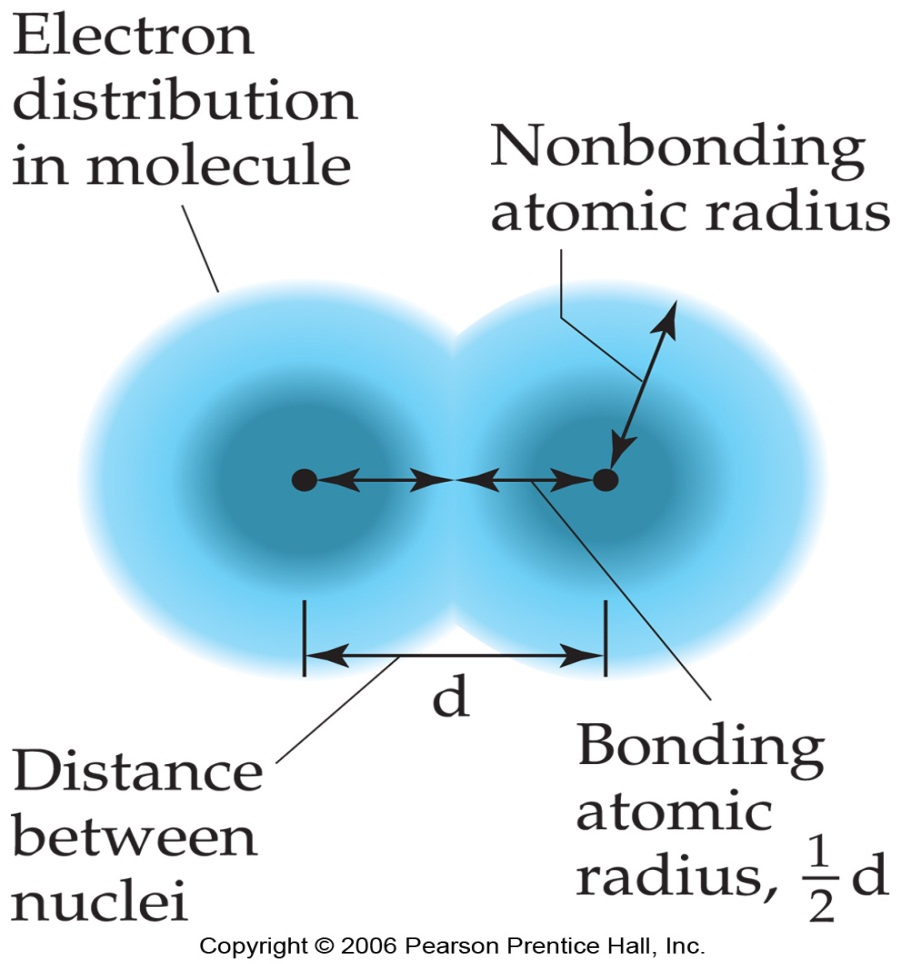 Electron
distribution
in molecule
Nonbonding
atomic radius
d
Distance
between
nuclei
Bonding
atomic
radius, 1/2 d
Copyright © 2006 Pearson Prentice Hall, Inc.